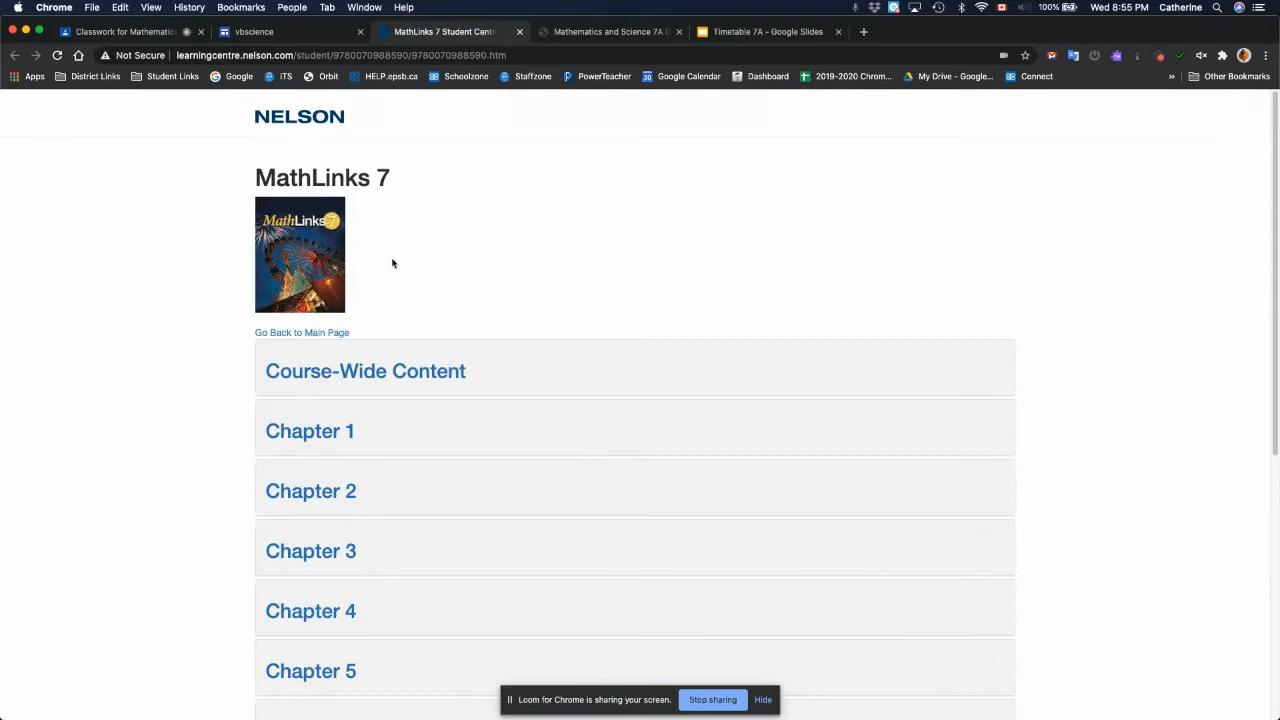 Chrome File Edit View History Bookmarks People Tab Window Help 100% Wed 8:55 PM Catherine
Classwork for Mathematics vbscience MathLinks 7 Student Centre Mathematics and Science 7A Timetable 7A - Google Slides
Not Secure learningcentre.nelson.com/student/9780070988590/9780070988590.htm
Apps District Links Student Links Google iTS Orbit HELP.epsb.ca Schoolzone Staffzone PowerTeacher Google Calendar Dashboard 2019-2020 Chrom... My Drive - Google... Connect » Other Bookmarks
NELSON
MathLinks 7
MathLinks 7
Go Back to Main Page
Course-Wide Content
Chapter 1
Chapter 2
Chapter 3
Chapter 4
Chapter 5
Loom for Chrome is sharing your screen. Stop sharing Hide